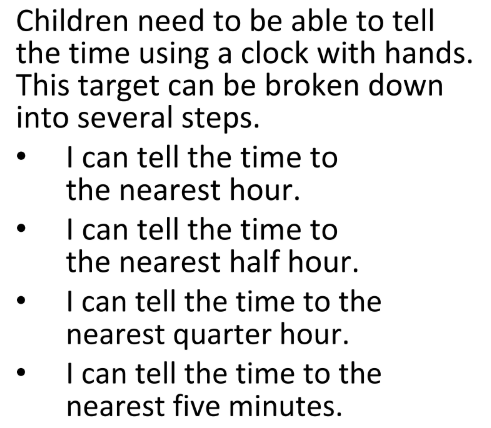 Children need to be able to tell
the time using a clock with hands.
This target can be broken down
into several steps.
• I can tell the time to
the nearest hour.
• I can tell the time to
the nearest half hour.
• I can tell the time to the
nearest quarter hour.
• I can tell the time to the
nearest five minutes.